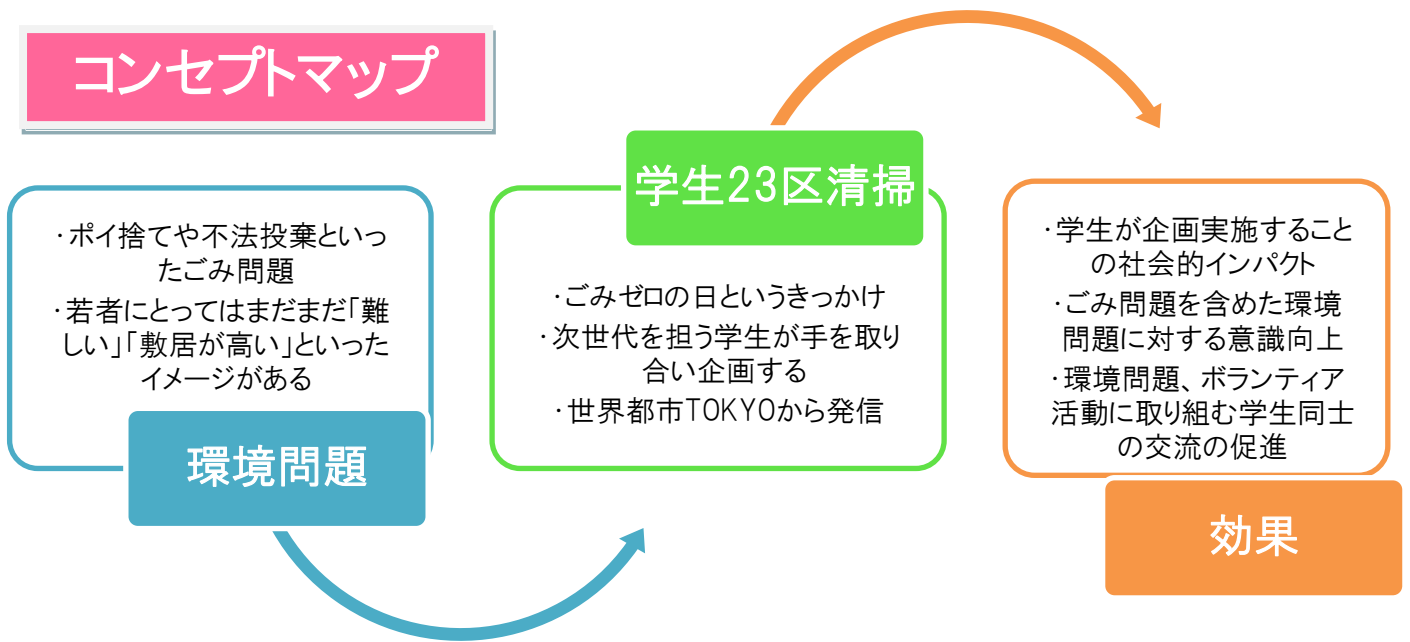 コンセプトマップ
・ポイ捨てや不法投棄といっ
たごみ問題
・若者にとってはまだまだ「難
しい」「敷居が高い」といった
イメージがある
環境問題
学生23区清掃
・ごみゼロの日というきっかけ
・次世代を担う学生が手を取り
合い企画する
・世界都市TOKYOから発信
・学生が企画実施すること
の社会的インパクト
・ごみ問題を含めた環境
問題に対する意識向上
・環境問題、ボランティア
活動に取り組む学生同士
の交流の促進
効果